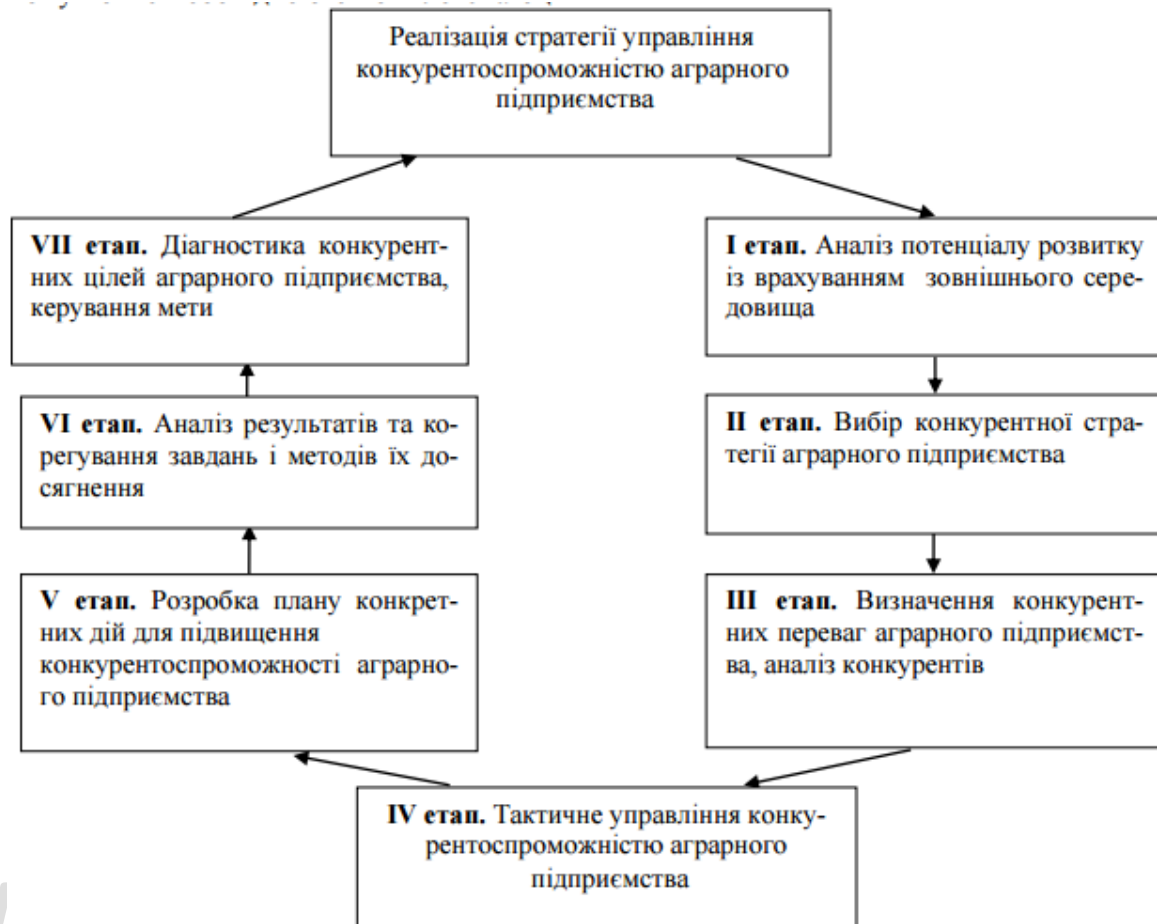 Реалізація стратегії управління
конкурентоспроможністю аграрного
підприємства
VII етап. Діагностика конкурент-
них цілей аграрного підприємства,
керування мети
I етап. Аналіз потенціалу розвитку
із врахуванням зовнішнього сере-
довища
VI етап. Аналіз результатів та ко-
регування завдань і методів їх до-
сягнення
II етап. Вибір конкурентної стра-
тегії аграрного підприємства
V етап. Розробка плану конкрет-
них дій для підвищення
конкурентоспроможності аграрно-
го підприємства
III етап. Визначення конкурент-
них переваг аграрного підприємст-
ва, аналіз конкурентів
IV етап. Тактичне управління конку-
рентоспроможністю аграрного
підприємства